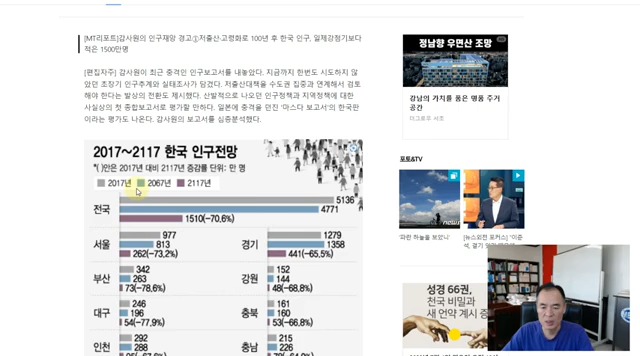 [MT리포트]감사원의 인구재앙 경고①저출산·고령화로 100년 후 한국 인구, 일제강점기보다
적은 1500만명
[편집자주] 감사원이 최근 충격적인 인구보고서를 내놓았다. 지금까지 한번도 시도하지 않
았던 초장기 인구추계와 실태조사가 담겼다. 저출산대책을 수도권 집중과 연계해서 검토
해야 한다는 발상의 전환도 제시했다. 산발적으로 나오던 인구정책과 지역정책에 대한
사실상의 첫 종합보고서로 평가할 만하다. 일본에 충격을 던진 '마스다 보고서'의 한국판
이라는 평가도 나온다. 감사원의 보고서를 심층분석했다.
2017~2117 한국 인구전망
*( )안은 2017년 대비 2117년 증감률 단위: 만 명
2017년 2067년 2117년
전국 5136
4771
1510(-70.6%)
서울 977
813
262(-73.2%)
경기 1279
1358
441(-65.5%)
부산 342
263
73(-78.6%)
강원 152
144
48(-68.8%)
대구 246
196
54(-77.9%)
충북 161
160
53(-66.8%)
인천 292
288
충남 215
226
정남향 우면산 조망
강남의 가치를 품은 명품 주거
공간
더그로우 서초
포토&TV
'파란 하늘을 보았니'
[뉴스외전 포커스] "이준
석, 결기
성경 66권,
천국 비밀과
새 언약 계시 증